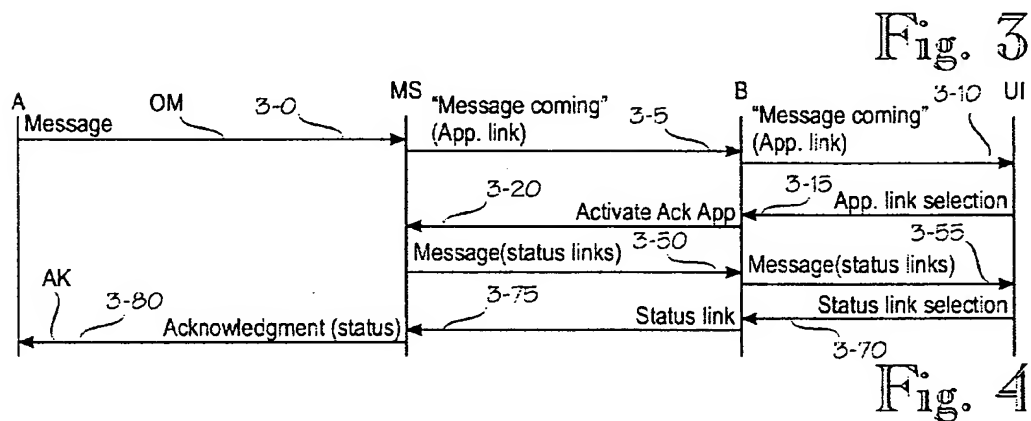 Fig. 3
A OM 3-0 MS "Message coming" 3-5 B "Message coming" 3-10 UI
Message (App. link) (App. link)
3-20 3-15 App. link selection
Activate Ack App
Message(status links) 3-50 3-55
Message(status links)
AK 3-80 3-75 Status link selection
Acknowledgment (status) Status link
3-70
Fig. 4